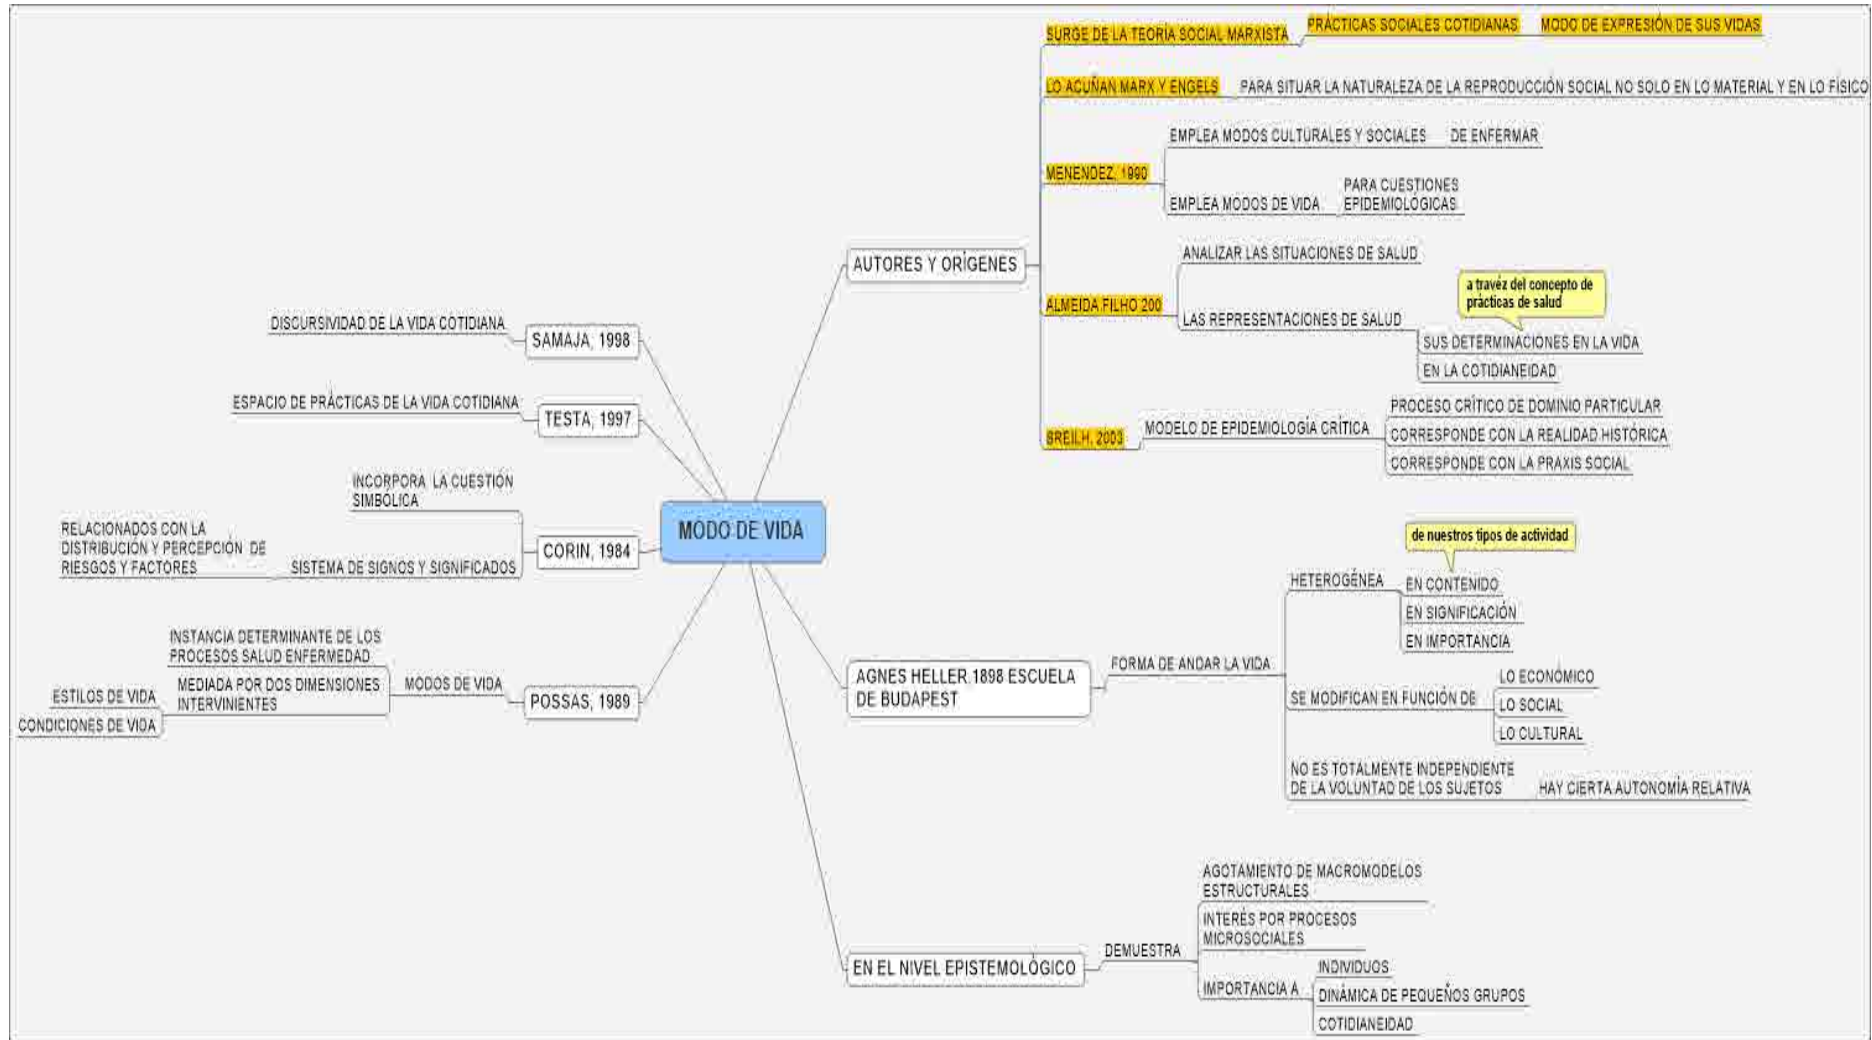 SURGE DE LA TEORÍA SOCIAL MARXISTA
PRÁCTICAS SOCIALES COTIDIANAS
MODO DE EXPRESIÓN DE SUS VIDAS
LO ACUÑAN MARX Y ENGELS
PARA SITUAR LA NATURALEZA DE LA REPRODUCCIÓN SOCIAL NO SOLO EN LO MATERIAL Y EN LO FÍSICO
EMPLEA MODOS CULTURALES Y SOCIALES
DE ENFERMAR
MENENDEZ, 1990
EMPLEA MODOS DE VIDA
PARA CUESTIONES
EPIDEMIOLÓGICAS
AUTORES Y ORÍGENES
ANALIZAR LAS SITUACIONES DE SALUD
ALMEIDA FILHO 200
LAS REPRESENTACIONES DE SALUD
a travéz del concepto de
prácticas de salud
SUS DETERMINACIONES EN LA VIDA
EN LA COTIDIANEIDAD
BREILH, 2003
MODELO DE EPIDEMIOLOGÍA CRÍTICA
PROCESO CRÍTICO DE DOMINIO PARTICULAR
CORRESPONDE CON LA REALIDAD HISTÓRICA
CORRESPONDE CON LA PRAXIS SOCIAL
DISCURSIVIDAD DE LA VIDA COTIDIANA
SAMAJA, 1998
ESPACIO DE PRÁCTICAS DE LA VIDA COTIDIANA
TESTA, 1997
INCORPORA LA CUESTIÓN
SIMBÓLICA
RELACIONADOS CON LA
DISTRIBUCIÓN Y PERCEPCIÓN DE
RIESGOS Y FACTORES
SISTEMA DE SIGNOS Y SIGNIFICADOS
CORIN, 1984
MODO DE VIDA
INSTANCIA DETERMINANTE DE LOS
PROCESOS SALUD ENFERMEDAD
MEDIADA POR DOS DIMENSIONES
INTERVINIENTES
ESTILOS DE VIDA
CONDICIONES DE VIDA
MODOS DE VIDA
POSSAS, 1989
AGNES HELLER.1898 ESCUELA
DE BUDAPEST
FORMA DE ANDAR LA VIDA
HETEROGÉNEA
de nuestros tipos de actividad
EN CONTENIDO
EN SIGNIFICACIÓN
EN IMPORTANCIA
SE MODIFICAN EN FUNCIÓN DE
LO ECONÓMICO
LO SOCIAL
LO CULTURAL
NO ES TOTALMENTE INDEPENDIENTE
DE LA VOLUNTAD DE LOS SUJETOS
HAY CIERTA AUTONOMÍA RELATIVA
EN EL NIVEL EPISTEMOLÓGICO
DEMUESTRA
AGOTAMIENTO DE MACROMODELOS
ESTRUCTURALES
INTERÉS POR PROCESOS
MICROSOCIALES
IMPORTANCIA A
INDIVIDUOS
DINÁMICA DE PEQUEÑOS GRUPOS
COTIDIANEIDAD